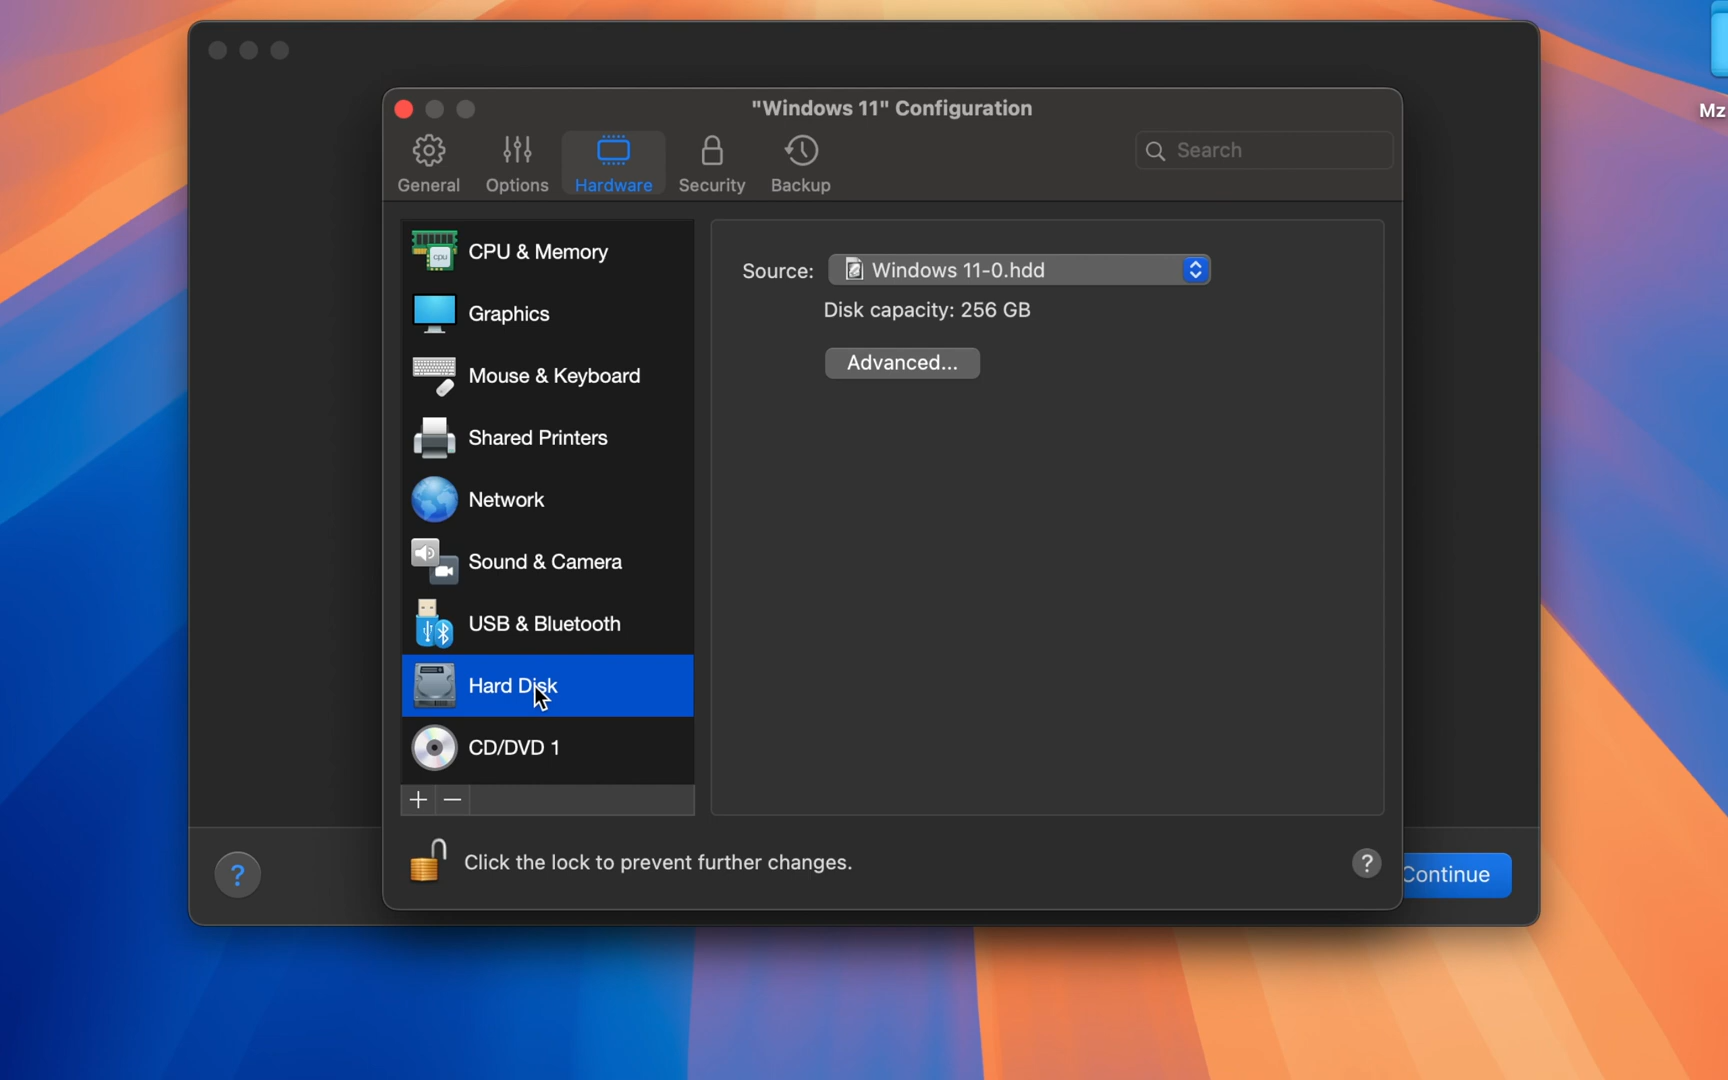 Mz
"Windows 11" Configuration
General
Options
Hardware
Security
Backup
Search
CPU & Memory
cpu
Graphics
Mouse & Keyboard
Shared Printers
Network
Sound & Camera
USB & Bluetooth
Hard Disk
CD/DVD 1
+ −
Source: Windows 11-0.hdd
Disk capacity: 256 GB
Advanced...
Click the lock to prevent further changes.
?
?
Continue